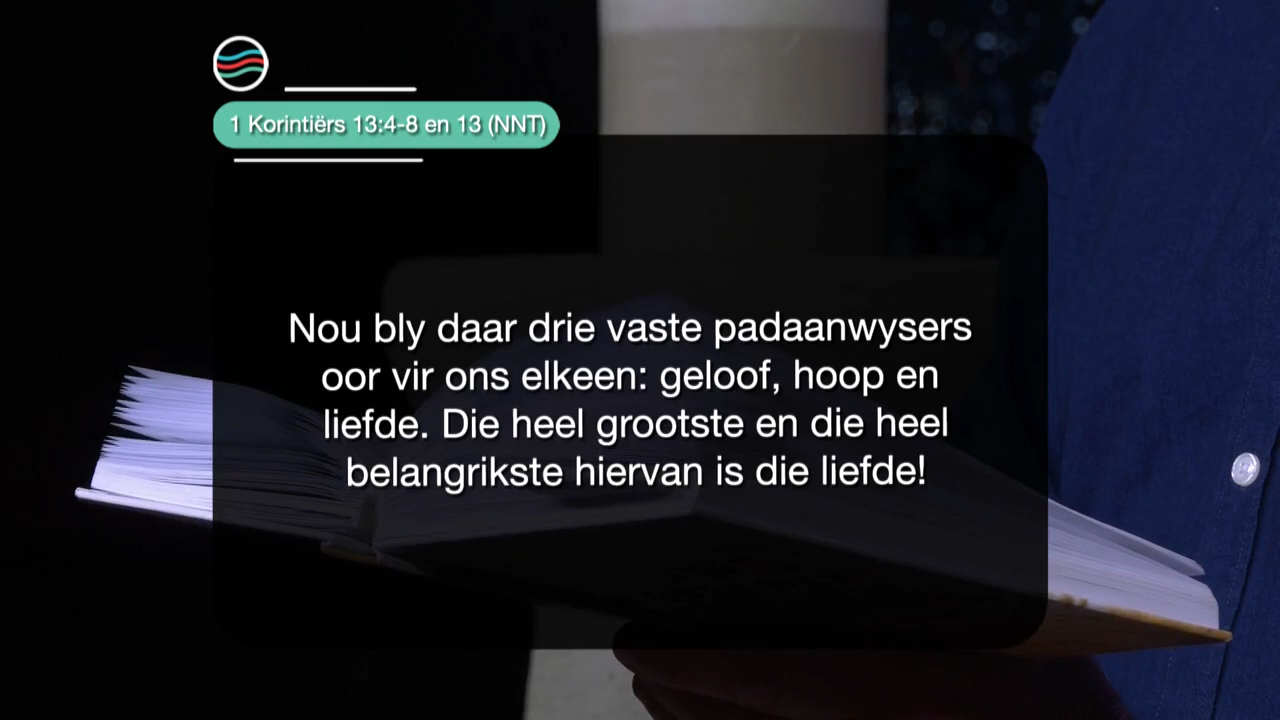 1 Korintiërs 13:4-8 en 13 (NNT)
Nou bly daar drie vaste padaanwysers
oor vir ons elkeen: geloof, hoop en
liefde. Die heel grootste en die heel
belangrikste hiervan is die liefde!